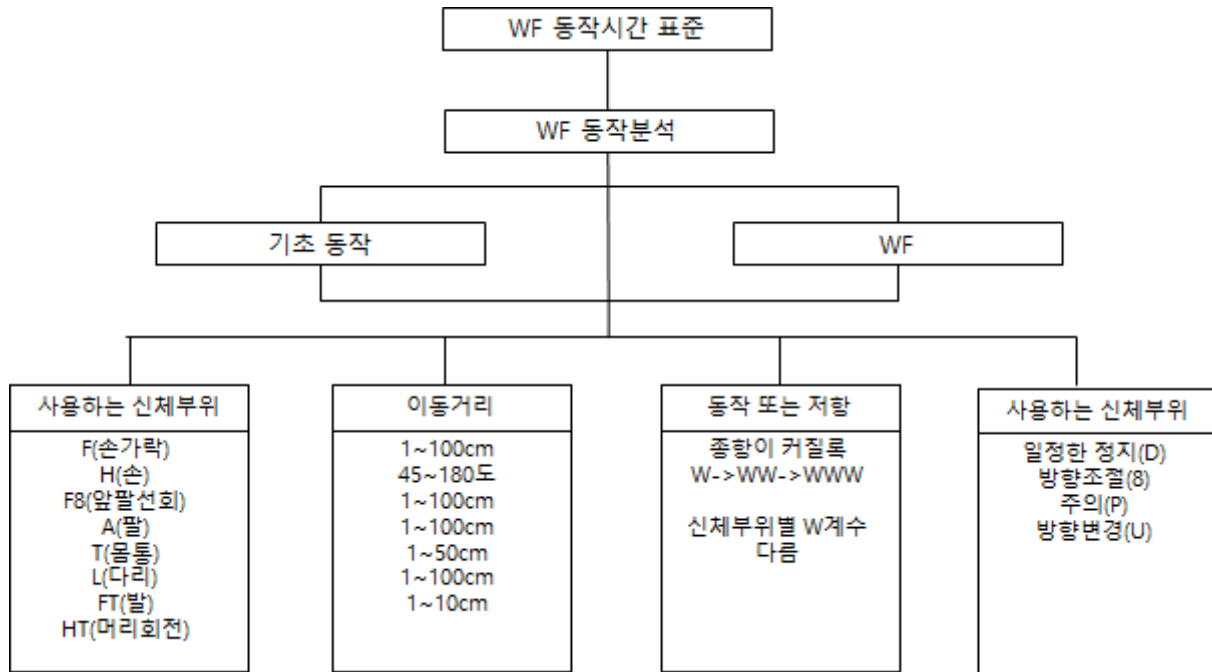 WF 동작시간 표준
WF 동작분석
기초 동작
WF
사용하는 신체부위
F(손가락)
H(손)
F8(앞팔선회)
A(팔)
T(몸통)
L(다리)
FT(발)
HT(머리회전)
이동거리
1~100cm
45~180도
1~100cm
1~100cm
1~50cm
1~100cm
1~10cm
동작 또는 저항
종항이 커질록
W->WW->WWW
신체부위별 W계수
다름
사용하는 신체부위
일정한 정지(D)
방향조절(8)
주의(P)
방향변경(U)